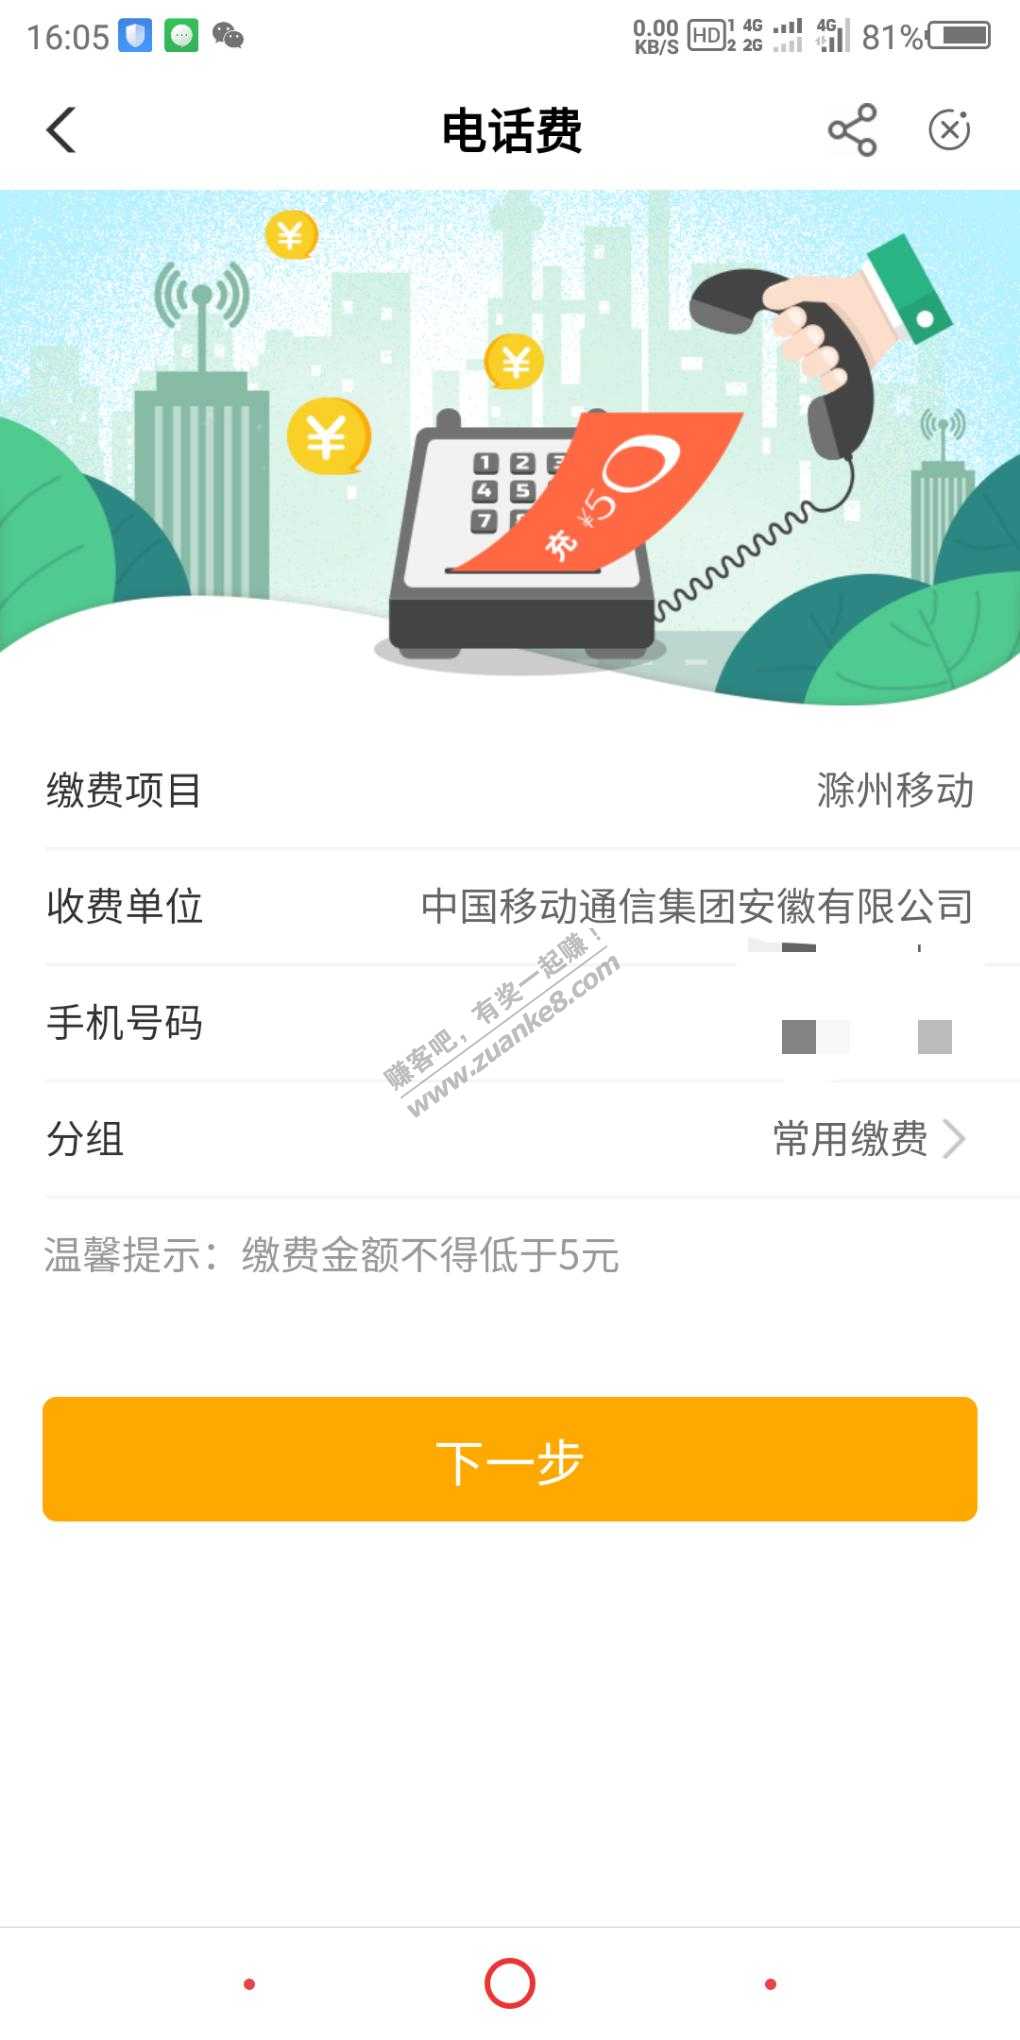 16:05
0.00 KB/S HD 1 2 4G 2G 4G 81%
电话费
¥
¥
¥
1 2 3
4 5
7
充 ¥50
缴费项目 滁州移动
收费单位 中国移动通信集团安徽有限公司
手机号码
分组 常用缴费
温馨提示：缴费金额不得低于5元
下一步
赚客吧，有奖一起赚！
www.zuanke8.com